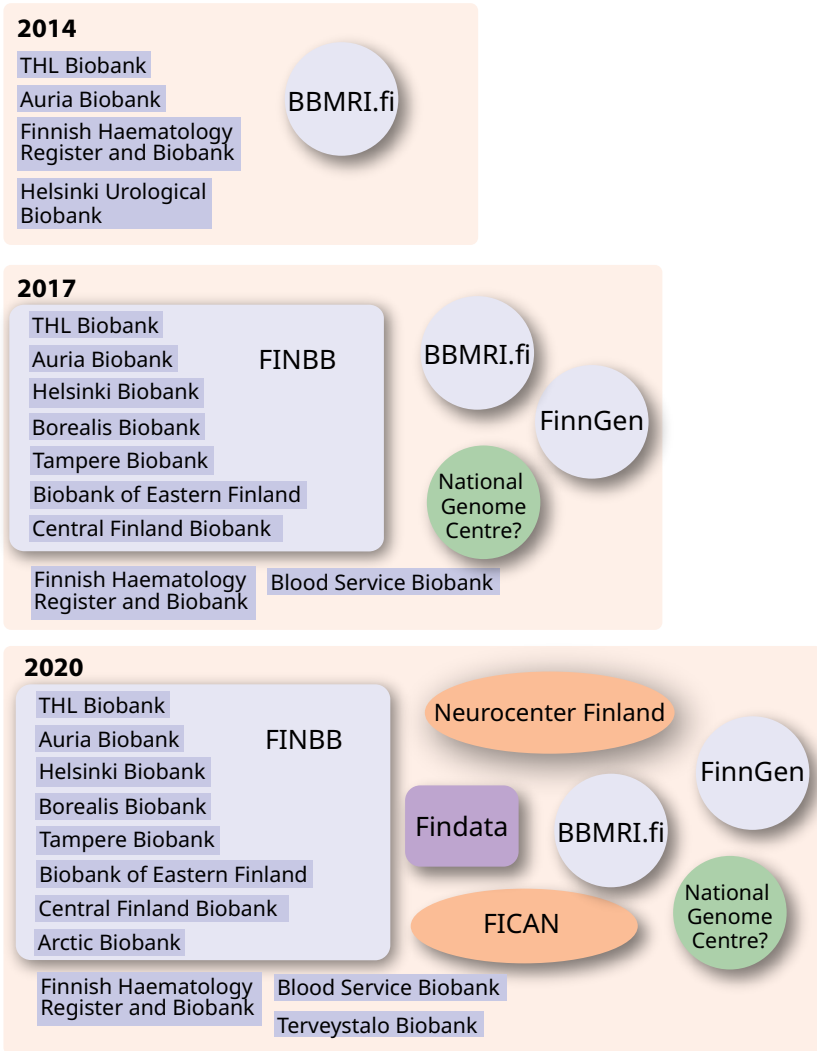 2014
THL Biobank
Auria Biobank
Finnish Haematology
Register and Biobank
Helsinki Urological
Biobank
BBMRI.fi
2017
THL Biobank
Auria Biobank
Helsinki Biobank
Borealis Biobank
Tampere Biobank
Biobank of Eastern Finland
Central Finland Biobank
FINBB
Finnish Haematology
Register and Biobank
Blood Service Biobank
BBMRI.fi
FinnGen
National
Genome
Centre?
2020
THL Biobank
Auria Biobank
Helsinki Biobank
Borealis Biobank
Tampere Biobank
Biobank of Eastern Finland
Central Finland Biobank
Arctic Biobank
FINBB
Finnish Haematology
Register and Biobank
Blood Service Biobank
Terveystalo Biobank
Neurocenter Finland
Findata
BBMRI.fi
FinnGen
FICAN
National
Genome
Centre?